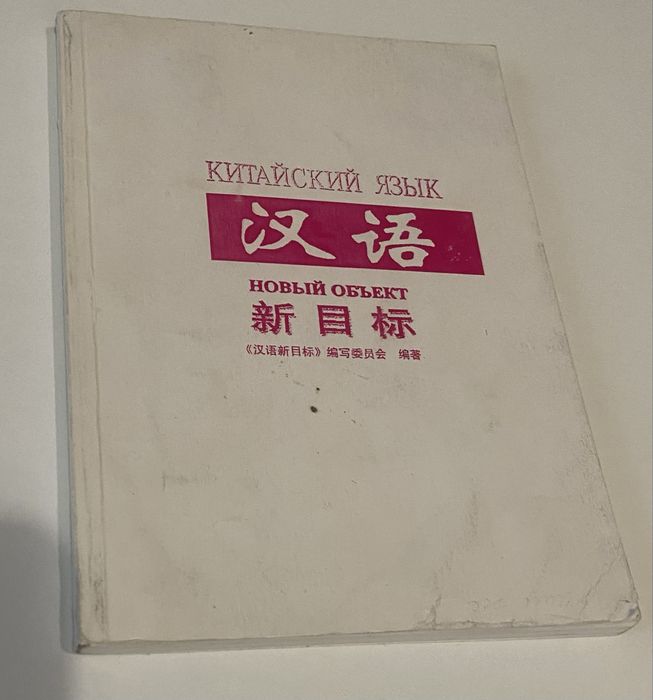 КИТАЙСКИЙ ЯЗЫК
汉语
НОВЫЙ ОБЪЕКТ
新目标
《汉语新目标》编写委员会 编著